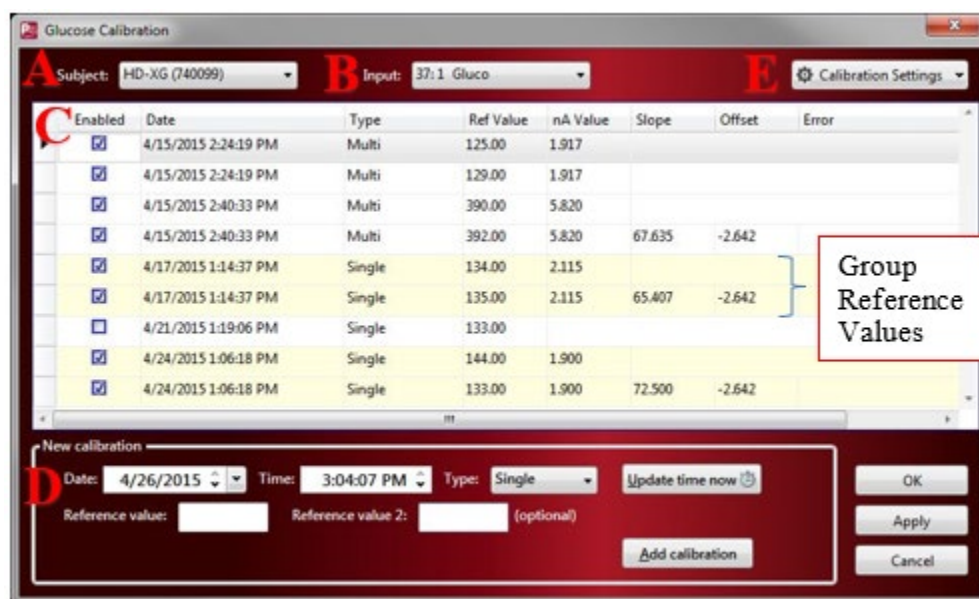 Glucose Calibration
A Subject: HD-XG (740099) B Input: 37: 1 Gluco E Calibration Settings
C Enabled Date Type Ref Value nA Value Slope Offset Error
4/15/2015 2:24:19 PM Multi 125.00 1.917
4/15/2015 2:24:19 PM Multi 129.00 1.917
4/15/2015 2:40:33 PM Multi 390.00 5.820
4/15/2015 2:40:33 PM Multi 392.00 5.820 67.635 -2.642
4/17/2015 1:14:37 PM Single 134.00 2.115
4/17/2015 1:14:37 PM Single 135.00 2.115 65.407 -2.642
4/21/2015 1:19:06 PM Single 133.00
4/24/2015 1:06:18 PM Single 144.00 1.900
4/24/2015 1:06:18 PM Single 133.00 1.900 72.500 -2.642
Group
Reference
Values
New calibration
D Date: 4/26/2015 Time: 3:04:07 PM Type: Single Update time now
Reference value: Reference value 2: (optional)
Add calibration
OK
Apply
Cancel